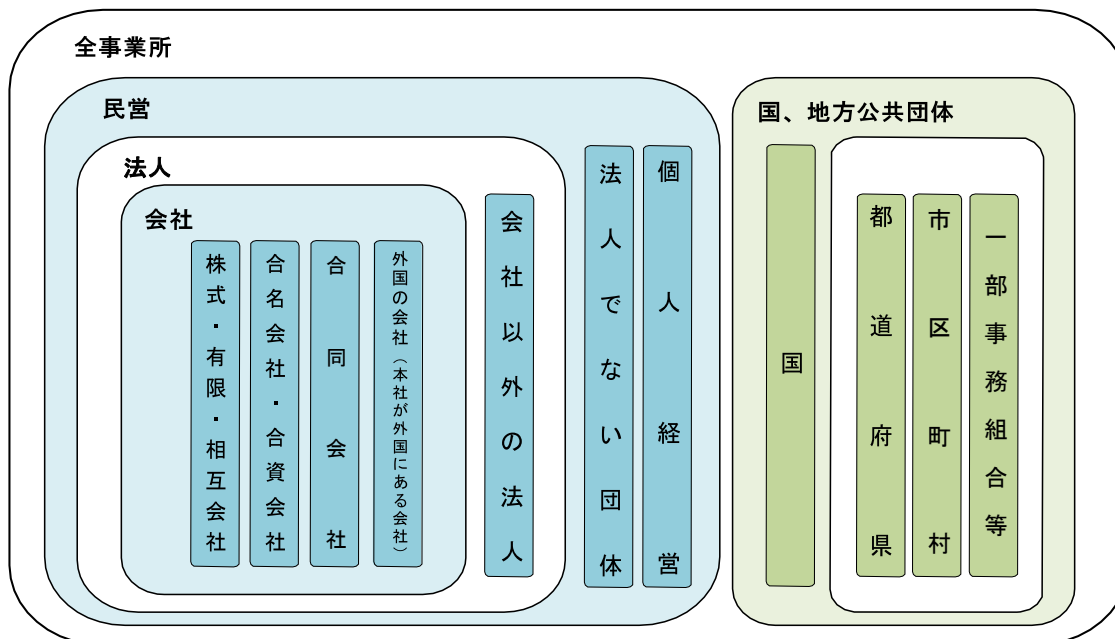 全事業所
民営
法人
会社
株式・有限・相互会社
合名会社・合資会社
合同会社
外国の会社（本社が外国にある会社）
会社以外の法人
法人でない団体
個人経営
国、地方公共団体
国
都道府県
市区町村
一部事務組合等